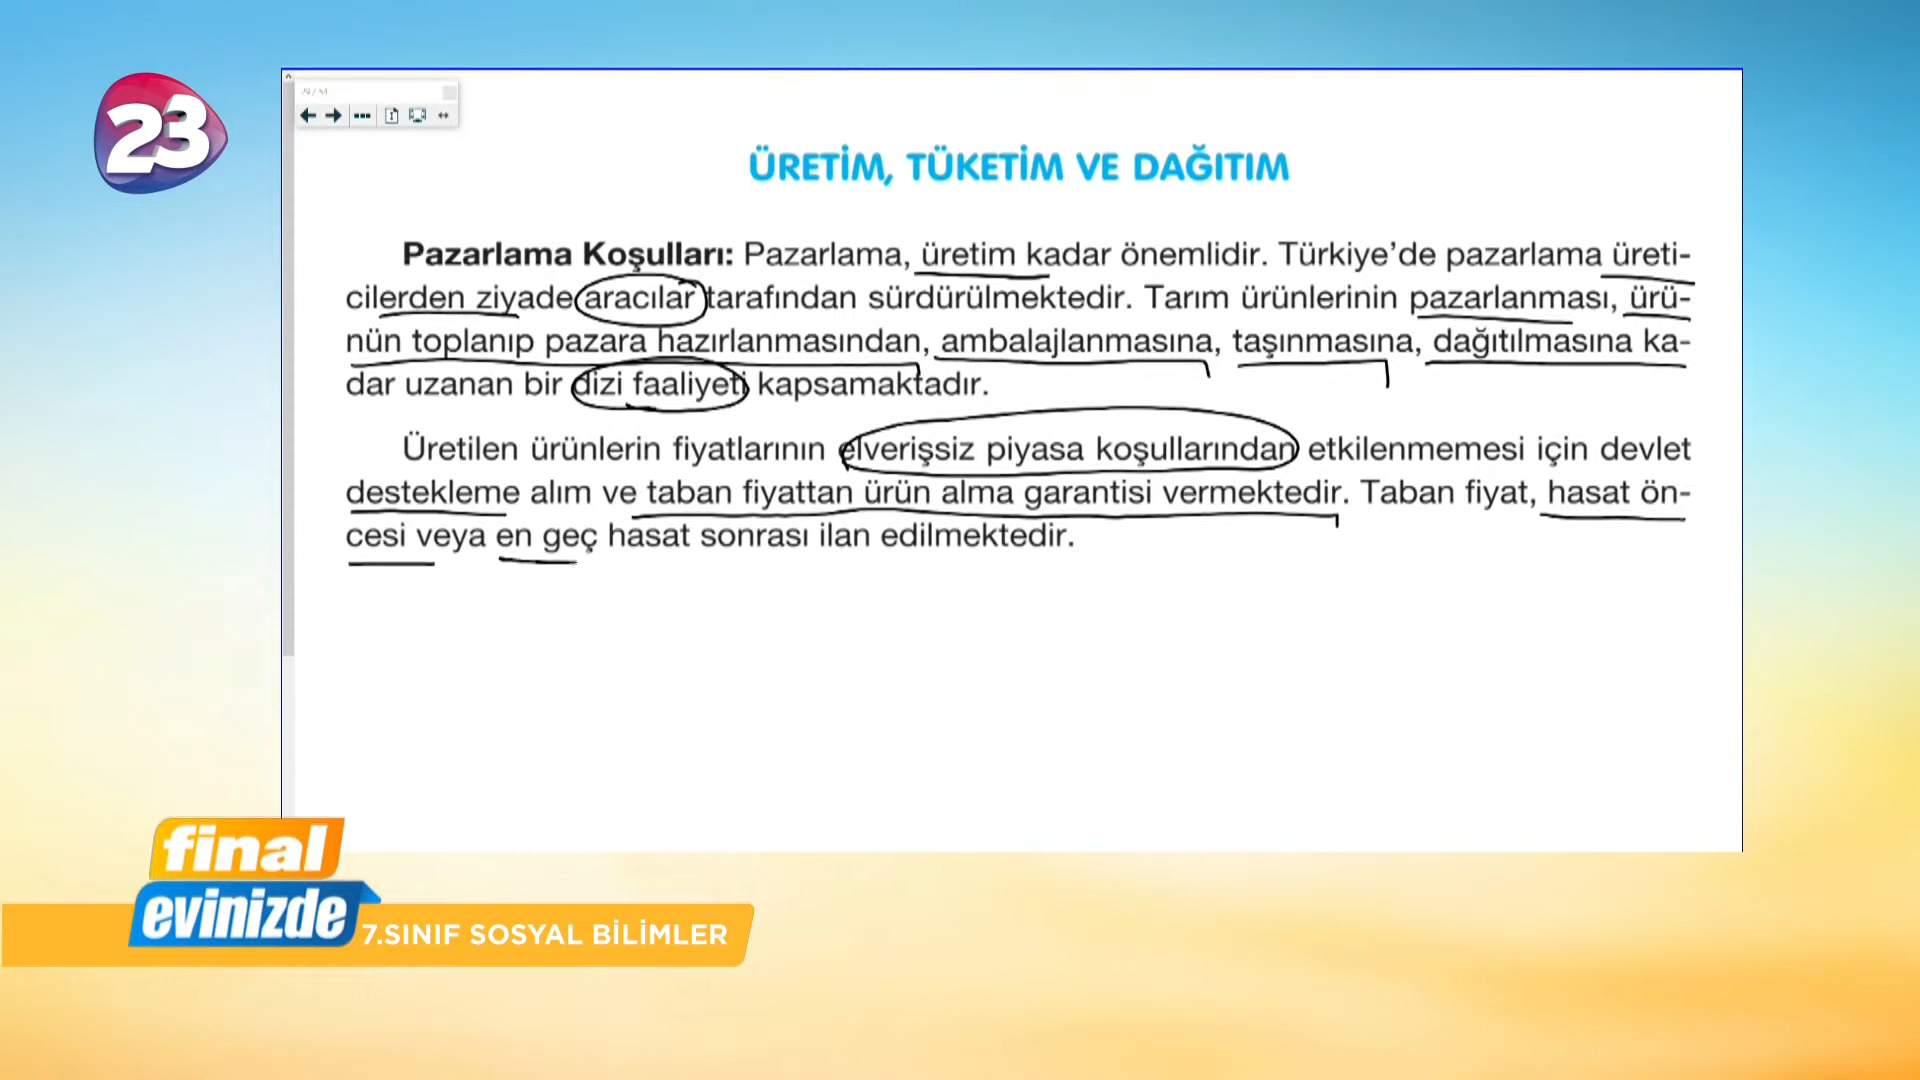 23
ÜRETİM, TÜKETİM VE DAĞITIM
Pazarlama Koşulları: Pazarlama, üretim kadar önemlidir. Türkiye’de pazarlama üreti-
cilerden ziyade aracılar tarafından sürdürülmektedir. Tarım ürünlerinin pazarlanması, ürü-
nün toplanıp pazara hazırlanmasından, ambalajlanmasına, taşınmasına, dağıtılmasına ka-
dar uzanan bir dizi faaliyeti kapsamaktadır.
Üretilen ürünlerin fiyatlarının elverişsiz piyasa koşullarından etkilenmemesi için devlet
destekleme alım ve taban fiyattan ürün alma garantisi vermektedir. Taban fiyat, hasat ön-
cesi veya en geç hasat sonrası ilan edilmektedir.
final
evinizde
7.SINIF SOSYAL BİLİMLER